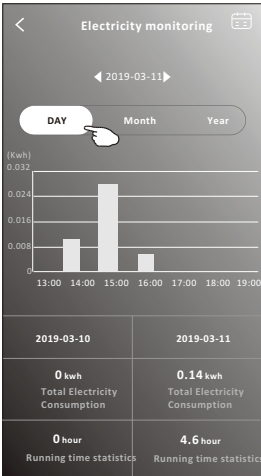 Electricity monitoring
2019-03-11
DAY Month Year
(Kwh)
0.032
0.024
0.016
0.008
0
13:00 14:00 15:00 16:00 17:00 18:00 19:00
2019-03-10 2019-03-11
0 kwh 0.14 kwh
Total Electricity Total Electricity
Consumption Consumption
0 hour 4.6 hour
Running time statistics Running time statistics